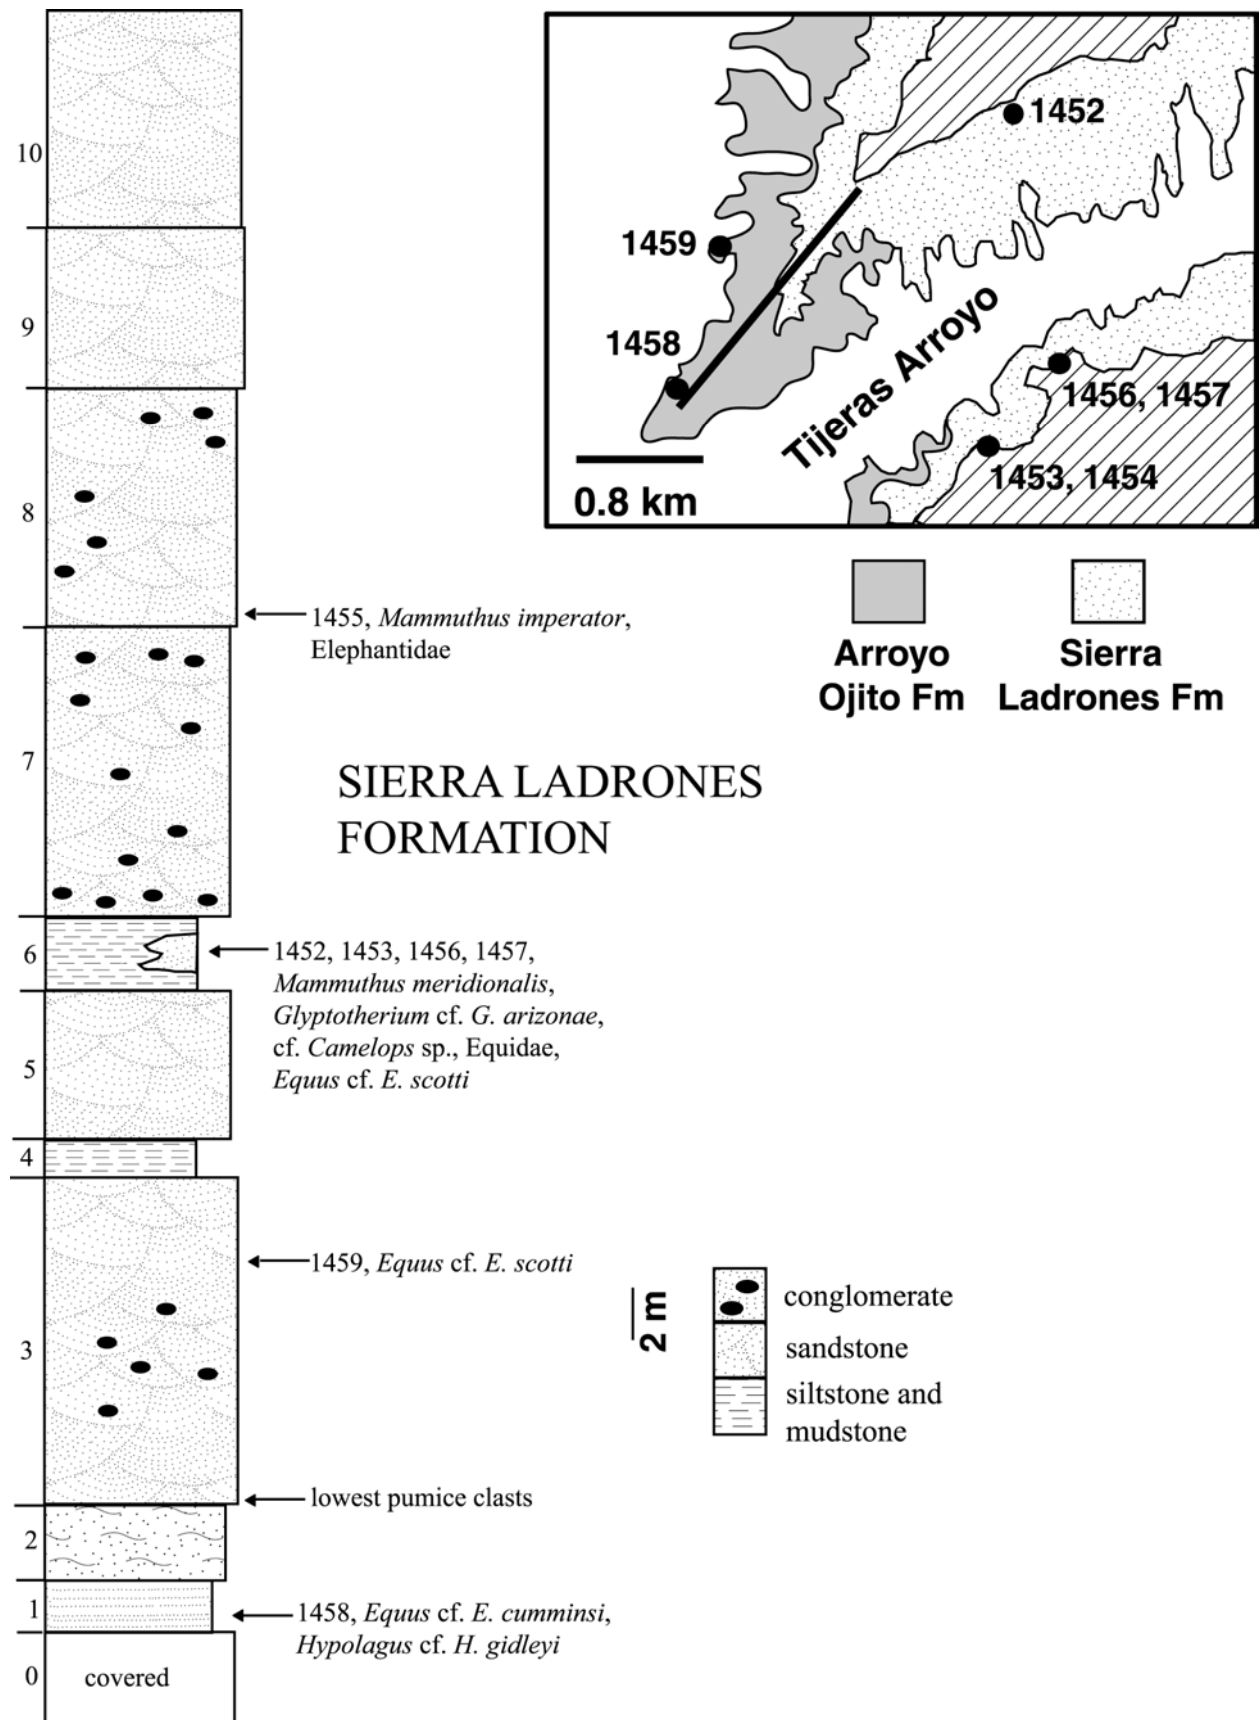 10
9
8
7
6
5
4
3
2
1
0
covered
1455, Mammuthus imperator,
Elephantidae
SIERRA LADRONES
FORMATION
1452, 1453, 1456, 1457,
Mammuthus meridionalis,
Glyptotherium cf. G. arizonae,
cf. Camelops sp., Equidae,
Equus cf. E. scotti
1459, Equus cf. E. scotti
lowest pumice clasts
1458, Equus cf. E. cumminsi,
Hypolagus cf. H. gidleyi
1452
1459
1458
Tijeras Arroyo
1456, 1457
1453, 1454
0.8 km
Arroyo
Ojito Fm
Sierra
Ladrones Fm
2 m
conglomerate
sandstone
siltstone and
mudstone